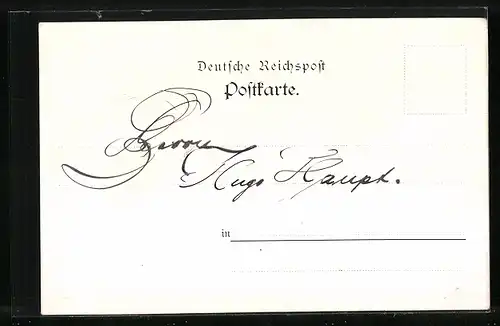 Deutsche Reichspost
Postkarte.
Herrn
Hugo Haupt.
in